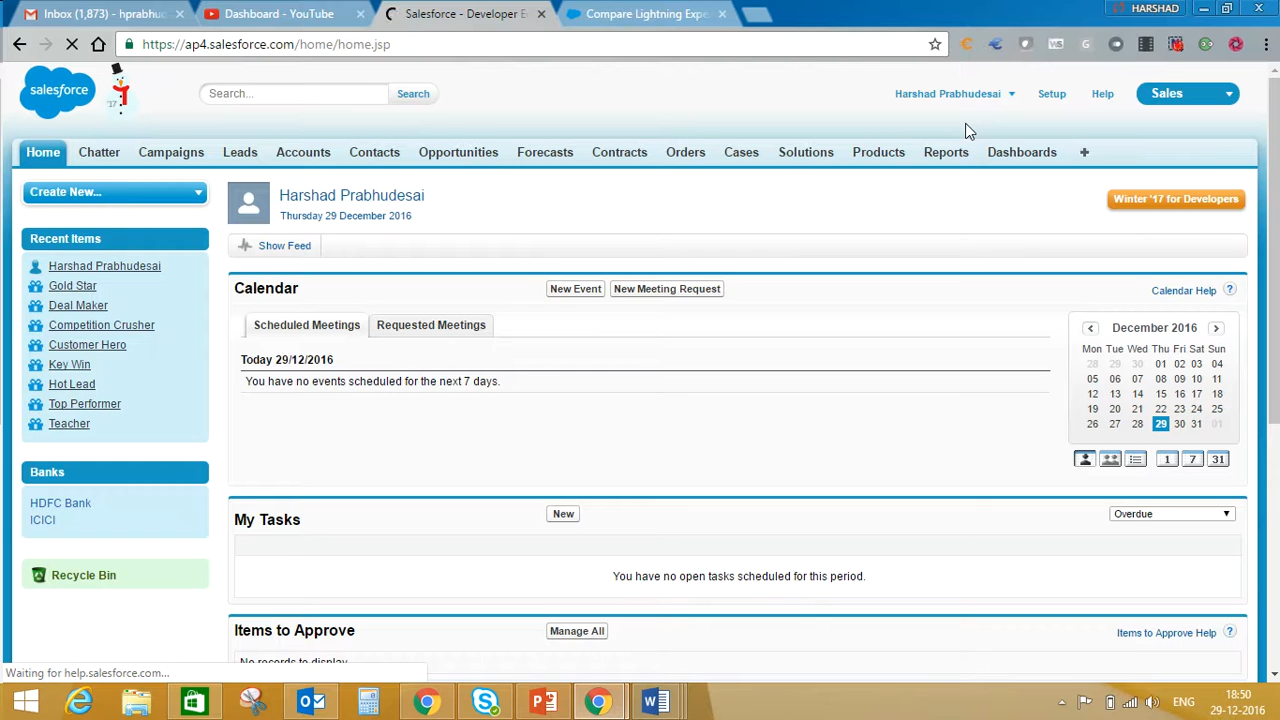 Inbox (1,873) - hprabhu
Dashboard - YouTube
Salesforce - Developer E
Compare Lightning Expe
HARSHAD
https://ap4.salesforce.com/home/home.jsp
salesforce
'17
Search...
Search
Harshad Prabhudesai
Setup
Help
Sales
Home Chatter Campaigns Leads Accounts Contacts Opportunities Forecasts Contracts Orders Cases Solutions Products Reports Dashboards +
Create New...
Harshad Prabhudesai
Thursday 29 December 2016
Winter '17 for Developers
Show Feed
Recent Items
Harshad Prabhudesai
Gold Star
Deal Maker
Competition Crusher
Customer Hero
Key Win
Hot Lead
Top Performer
Teacher
Banks
HDFC Bank
ICICI
Recycle Bin
Calendar
New Event
New Meeting Request
Calendar Help ?
Scheduled Meetings
Requested Meetings
Today 29/12/2016
You have no events scheduled for the next 7 days.
December 2016
Mon Tue Wed Thu Fri Sat Sun
28 29 30 01 02 03 04
05 06 07 08 09 10 11
12 13 14 15 16 17 18
19 20 21 22 23 24 25
26 27 28 29 30 31 01
1 7 31
My Tasks
New
Overdue
You have no open tasks scheduled for this period.
Items to Approve
Manage All
Items to Approve Help ?
No records to display
Waiting for help.salesforce.com...
ENG
18:50
29-12-2016